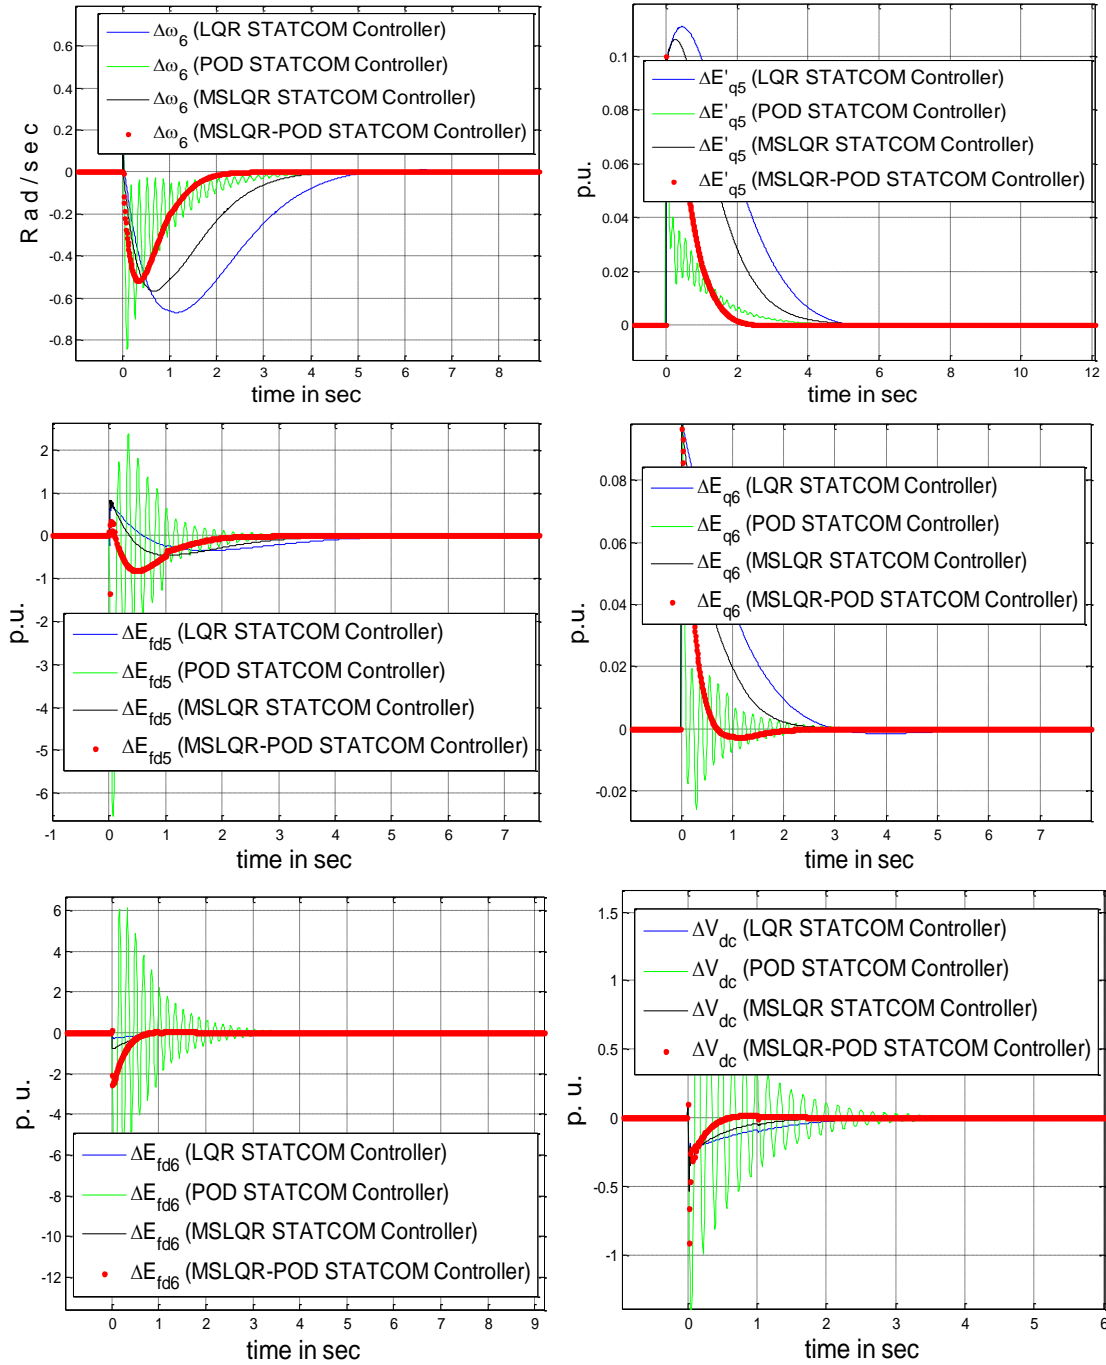 Δω6 (LQR STATCOM Controller)
Δω6 (POD STATCOM Controller)
Δω6 (MSLQR STATCOM Controller)
Δω6 (MSLQR-POD STATCOM Controller)
0.6
0.4
0.2
0
-0.2
-0.4
-0.6
-0.8
Rad/sec
0 1 2 3 4 5 6 7 8
time in sec
ΔE'q5 (LQR STATCOM Controller)
ΔE'q5 (POD STATCOM Controller)
ΔE'q5 (MSLQR STATCOM Controller)
ΔE'q5 (MSLQR-POD STATCOM Controller)
0.1
0.08
0.06
0.04
0.02
0
p.u.
0 2 4 6 8 10 12
time in sec
2
1
0
-1
-2
-3
-4
-5
-6
p.u.
ΔEfd5 (LQR STATCOM Controller)
ΔEfd5 (POD STATCOM Controller)
ΔEfd5 (MSLQR STATCOM Controller)
ΔEfd5 (MSLQR-POD STATCOM Controller)
-1 0 1 2 3 4 5 6 7
time in sec
ΔEq6 (LQR STATCOM Controller)
ΔEq6 (POD STATCOM Controller)
ΔEq6 (MSLQR STATCOM Controller)
ΔEq6 (MSLQR-POD STATCOM Controller)
0.08
0.06
0.04
0.02
0
-0.02
p.u.
0 1 2 3 4 5 6 7
time in sec
6
4
2
0
-2
-4
-6
-8
-10
-12
p. u.
ΔEfd6 (LQR STATCOM Controller)
ΔEfd6 (POD STATCOM Controller)
ΔEfd6 (MSLQR STATCOM Controller)
ΔEfd6 (MSLQR-POD STATCOM Controller)
0 1 2 3 4 5 6 7 8 9
time in sec
ΔVdc (LQR STATCOM Controller)
ΔVdc (POD STATCOM Controller)
ΔVdc (MSLQR STATCOM Controller)
ΔVdc (MSLQR-POD STATCOM Controller)
1.5
1
0.5
0
-0.5
-1
p. u.
0 1 2 3 4 5 6
time in sec